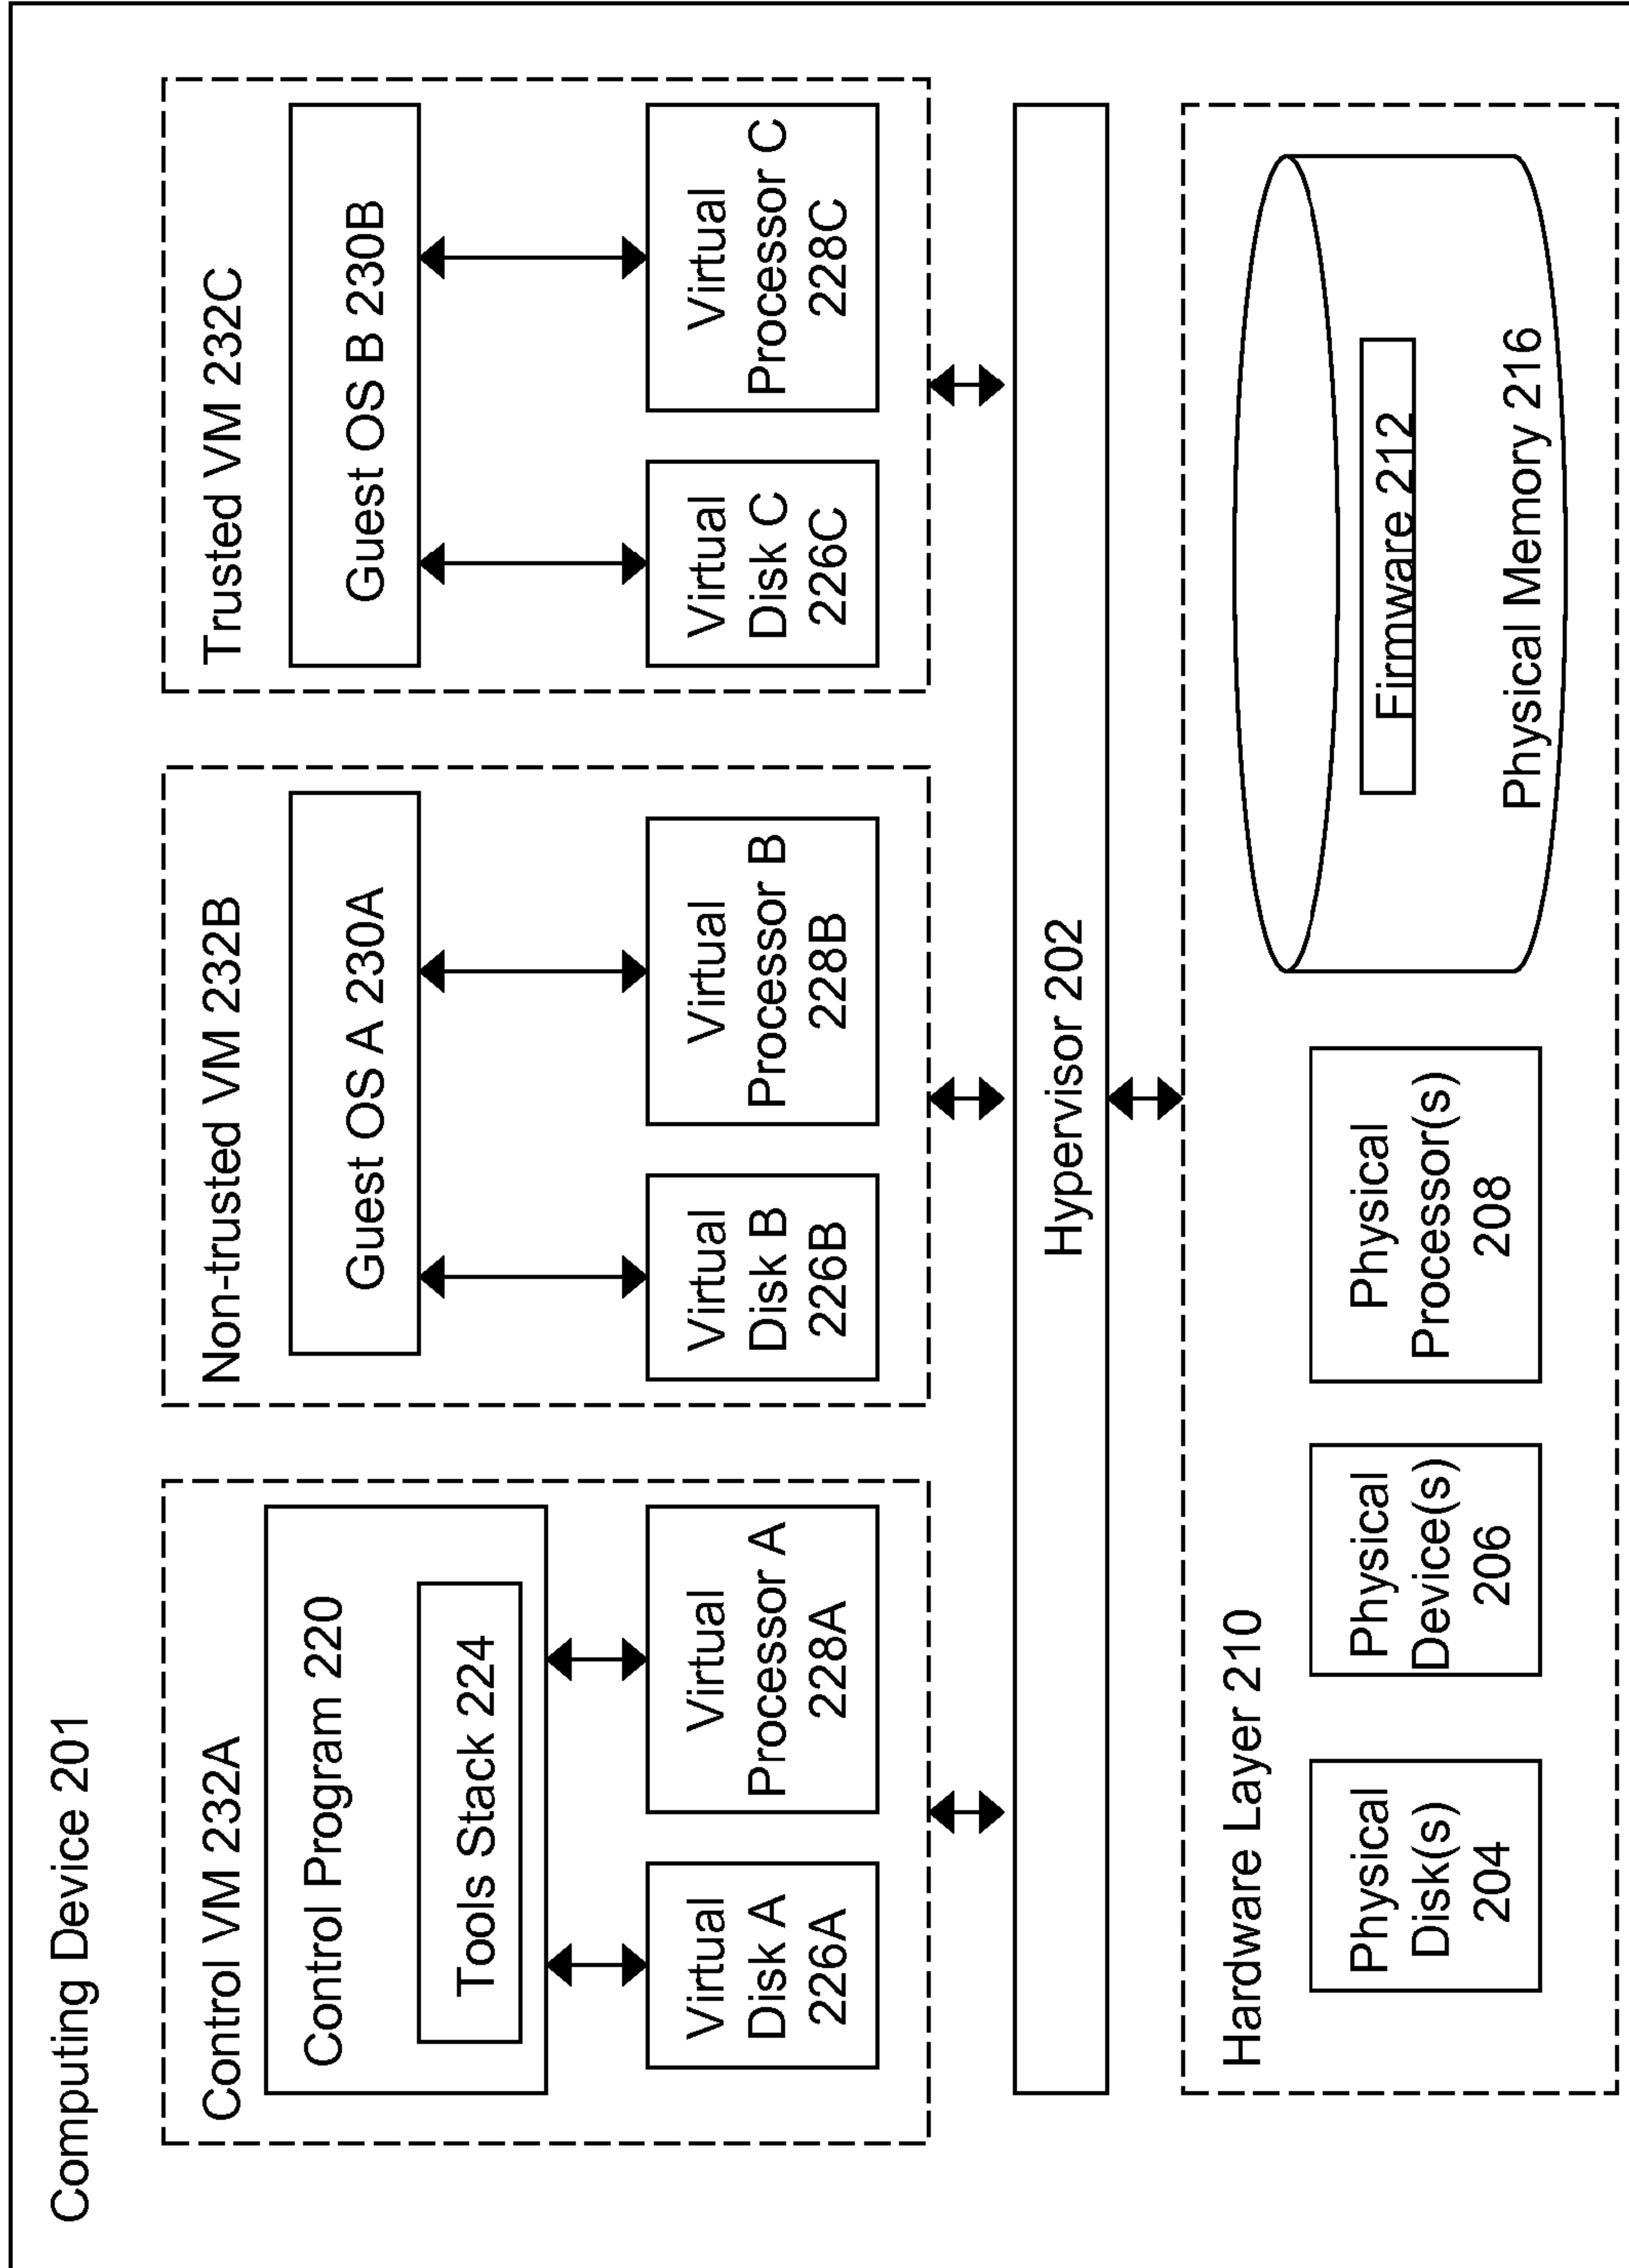 Computing Device 201
Control VM 232A
Control Program 220
Tools Stack 224
Virtual
Disk A
226A
Virtual
Processor A
228A
Non-trusted VM 232B
Guest OS A 230A
Virtual
Disk B
226B
Virtual
Processor B
228B
Trusted VM 232C
Guest OS B 230B
Virtual
Disk C
226C
Virtual
Processor C
228C
Hypervisor 202
Hardware Layer 210
Physical
Disk(s)
204
Physical
Device(s)
206
Physical
Processor(s)
208
Firmware 212
Physical Memory 216